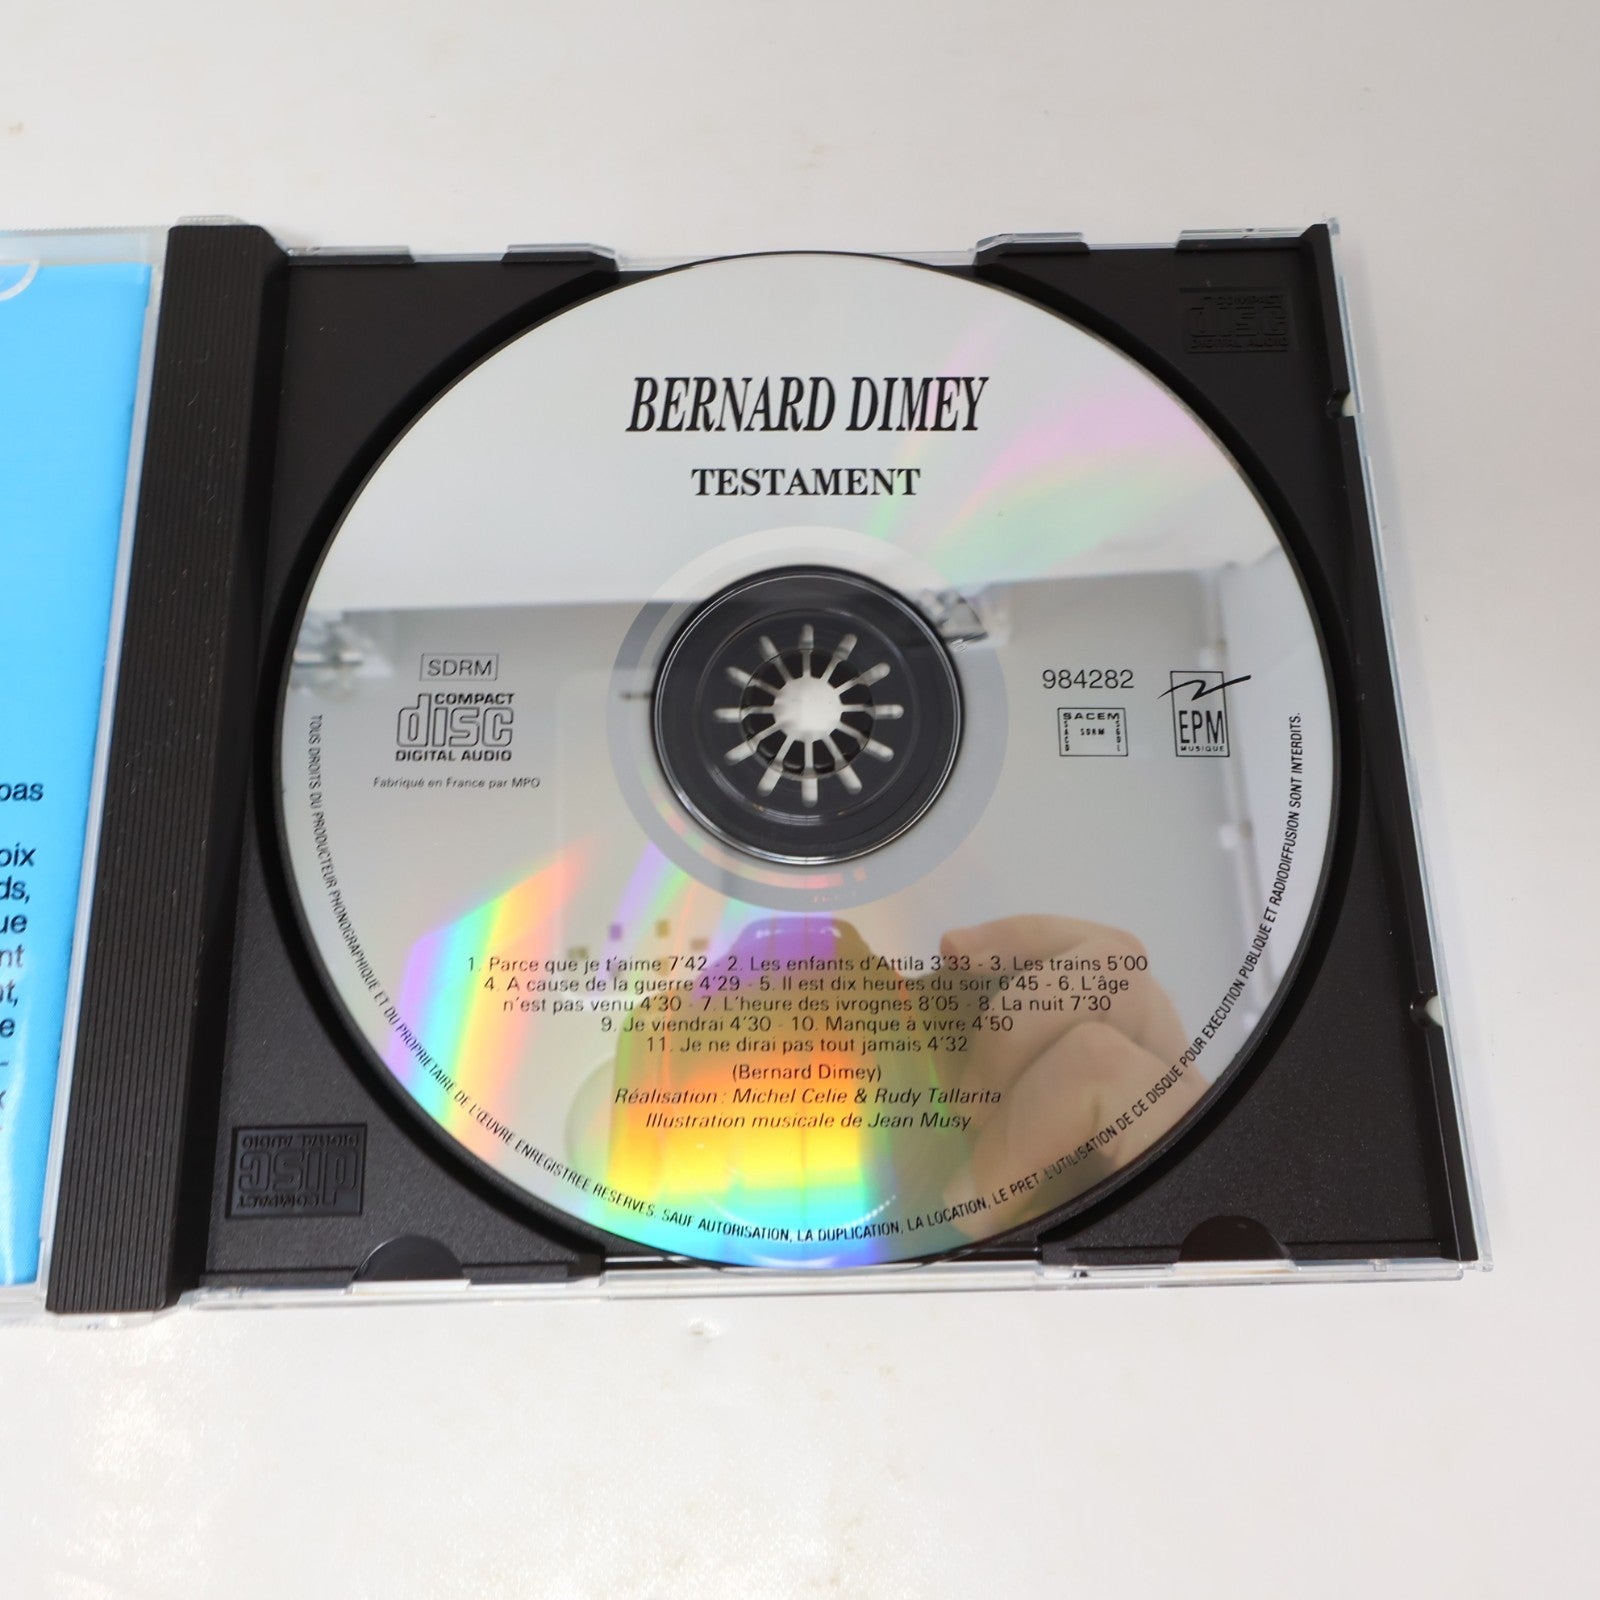 BERNARD DIMEY
TESTAMENT
SDRM
COMPACT
disc
DIGITAL AUDIO
Fabriqué en France par MPO
984282
SACEM
SACD
SDRM
SGDL
EPM
MUSIQUE
1. Parce que je t'aime 7'42 - 2. Les enfants d'Attila 3'33 - 3. Les trains 5'00
4. A cause de la guerre 4'29 - 5. Il est dix heures du soir 6'45 - 6. L'âge
n'est pas venu 4'30 - 7. L'heure des ivrognes 8'05 - 8. La nuit 7'30
9. Je viendrai 4'30 - 10. Manque à vivre 4'50
11. Je ne dirai pas tout jamais 4'32
(Bernard Dimey)
Réalisation : Michel Celie & Rudy Tallarita
Illustration musicale de Jean Musy
TOUS DROITS DU PRODUCTEUR PHONOGRAPHIQUE ET DU PROPRIETAIRE DE L'ŒUVRE ENREGISTREE RESERVES. SAUF AUTORISATION, LA DUPLICATION, LA LOCATION, LE PRET, L'UTILISATION DE CE DISQUE POUR EXECUTION PUBLIQUE ET RADIODIFFUSION SONT INTERDITS.
COMPACT
disc
DIGITAL AUDIO
COMPACT
disc
DIGITAL AUDIO
pas
oix
ds,
ue
nt
t,
e
-
x